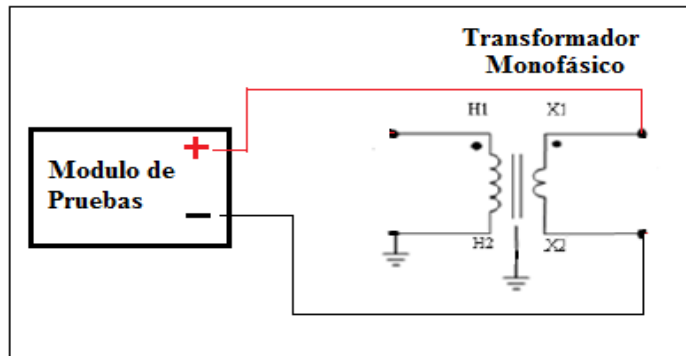 Transformador
Monofásico
H1
X1
+
Modulo de
Pruebas
−
H2
X2